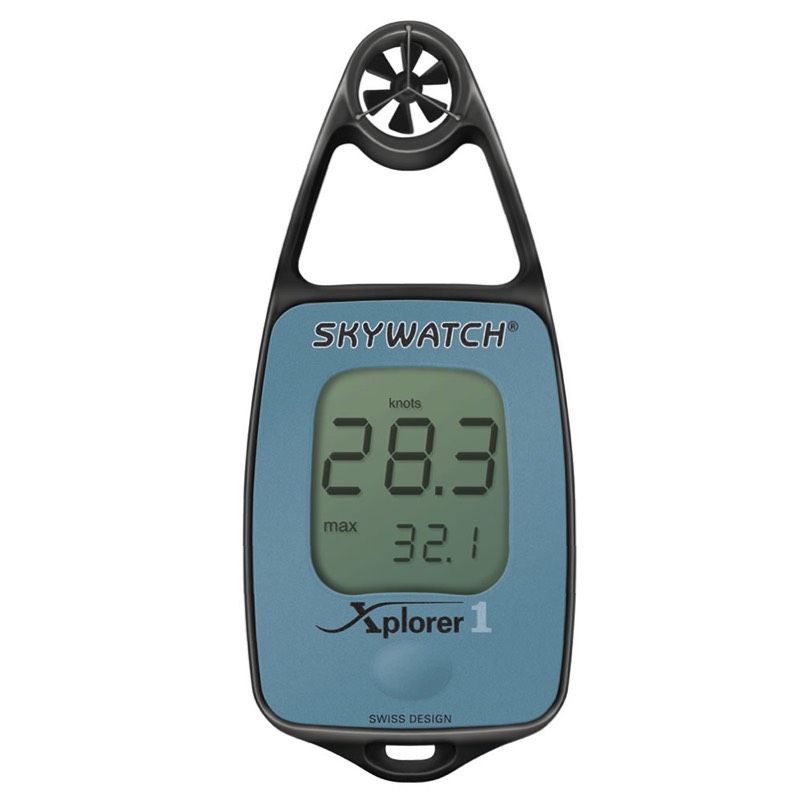 SKYWATCH®
knots
28.3
max 32.1
Xplorer 1
SWISS DESIGN